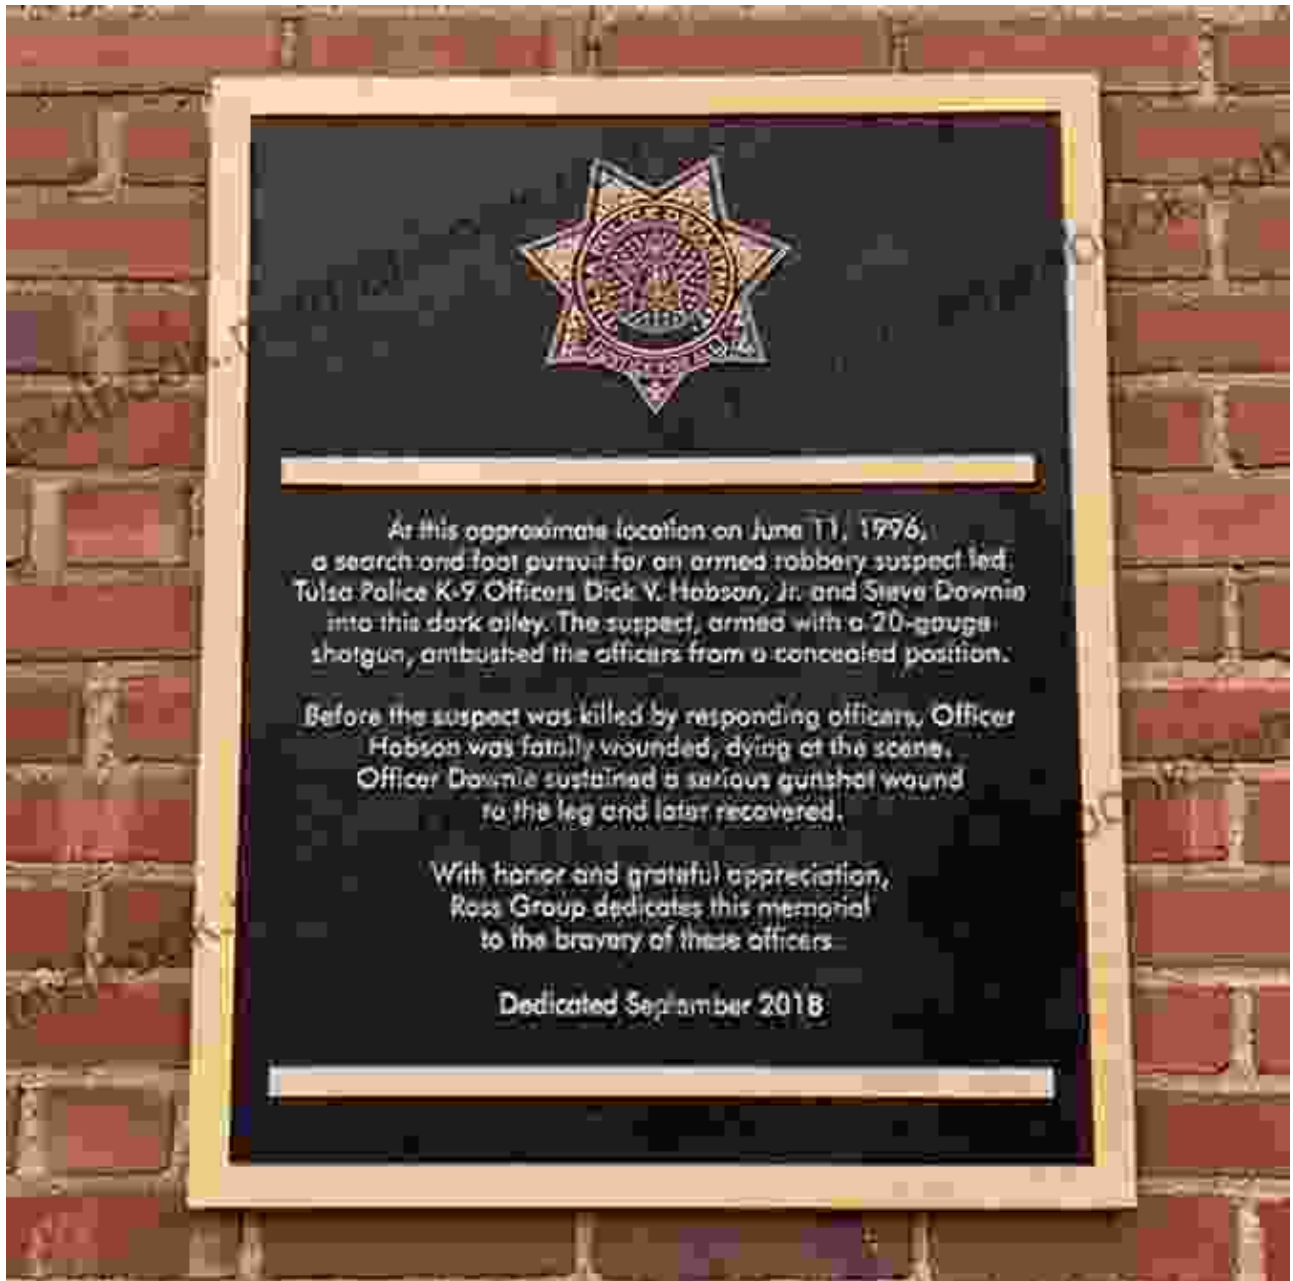 At this approximate location on June 11, 1996,
a search and foot pursuit for an armed robbery suspect led
Tulsa Police K-9 Officers Dick V. Hobson, Jr. and Steve Downie
into this dark alley. The suspect, armed with a 20-gauge
shotgun, ambushed the officers from a concealed position.
Before the suspect was killed by responding officers, Officer
Hobson was fatally wounded, dying at the scene.
Officer Downie sustained a serious gunshot wound
to the leg and later recovered.
With honor and grateful appreciation,
Ross Group dedicates this memorial
to the bravery of these officers
Dedicated September 2018